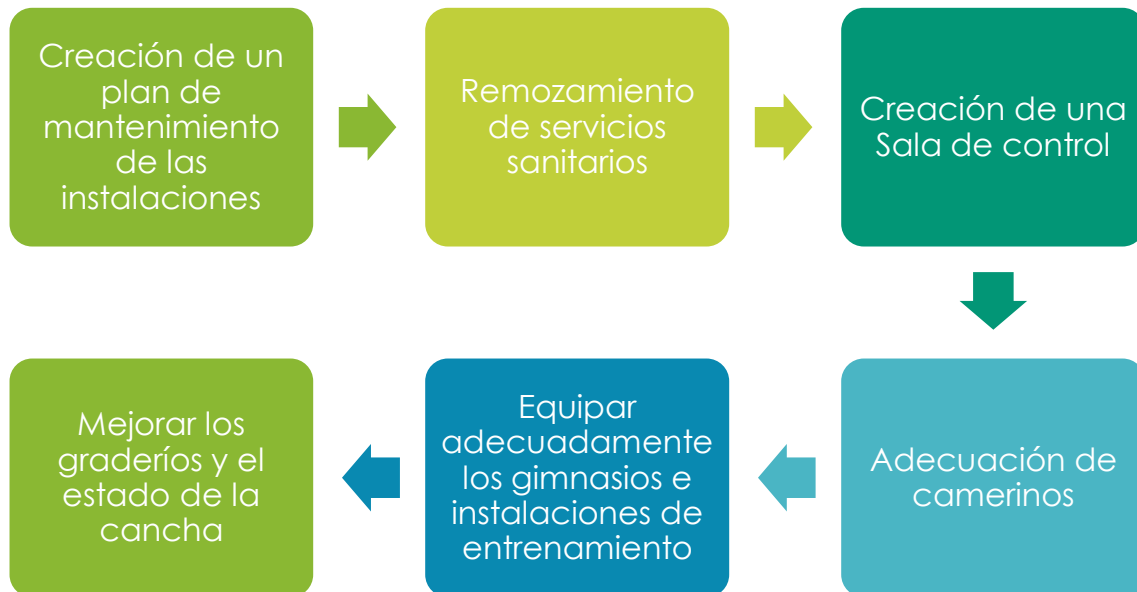 Creación de un
plan de
mantenimiento
de las
instalaciones
Remozamiento
de servicios
sanitarios
Creación de una
Sala de control
Adecuación de
camerinos
Equipar
adecuadamente
los gimnasios e
instalaciones de
entrenamiento
Mejorar los
graderíos y el
estado de la
cancha